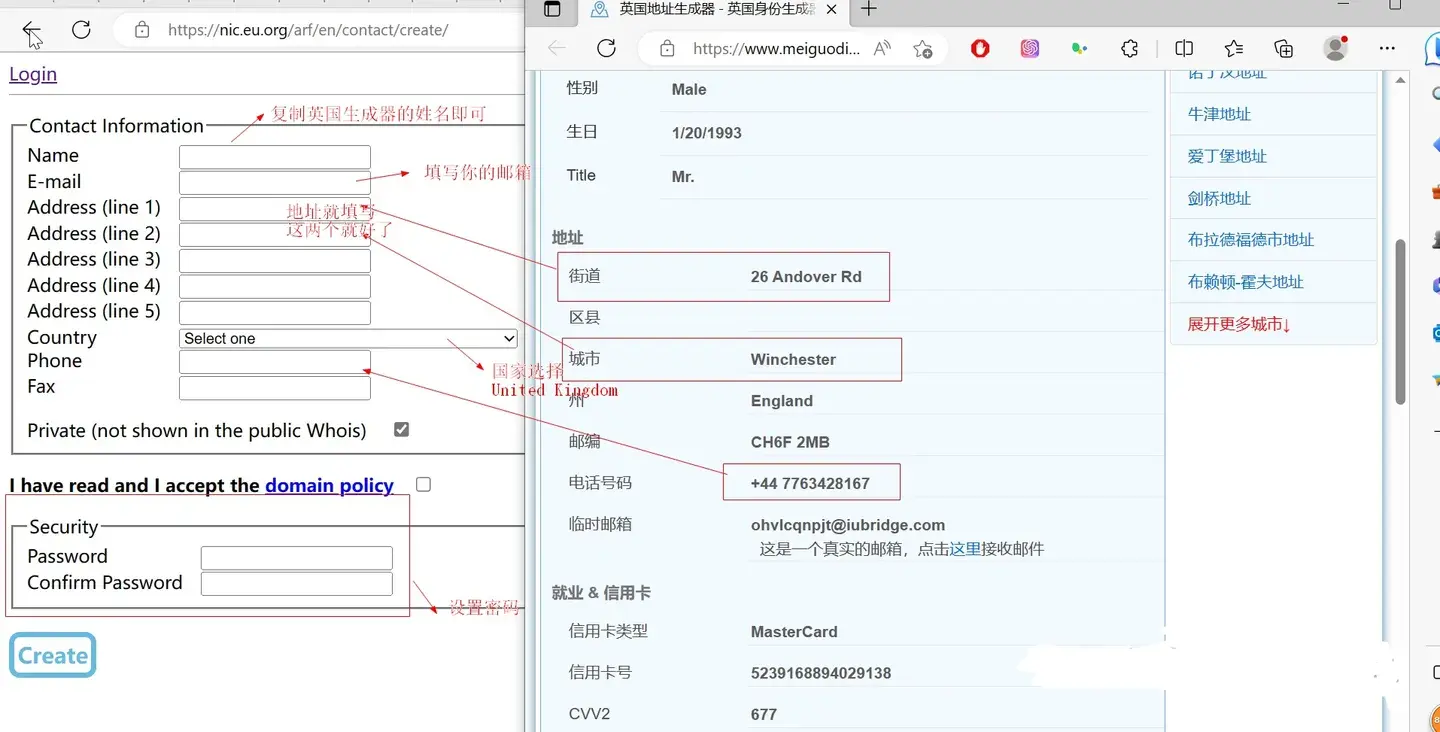 https://nic.eu.org/arf/en/contact/create/
Login
复制英国生成器的姓名即可
Contact Information
Name
E-mail
填写你的邮箱
Address (line 1)
地址就填写
Address (line 2)
这两个就好了
Address (line 3)
Address (line 4)
Address (line 5)
Country
Select one
Phone
国家选择
United Kingdom
Fax
Private (not shown in the public Whois)
I have read and I accept the domain policy
Security
Password
Confirm Password
设置密码
Create
英国地址生成器 - 英国身份生成器
https://www.meiguodi...
性别 Male
生日 1/20/1993
Title Mr.
地址
街道 26 Andover Rd
区县
城市 Winchester
州 England
邮编 CH6F 2MB
电话号码 +44 7763428167
临时邮箱 ohvlcqnpjt@iubridge.com
这是一个真实的邮箱，点击这里接收邮件
就业 & 信用卡
信用卡类型 MasterCard
信用卡号 5239168894029138
CVV2 677
诺丁汉地址
牛津地址
爱丁堡地址
剑桥地址
布拉德福德市地址
布赖顿-霍夫地址
展开更多城市↓